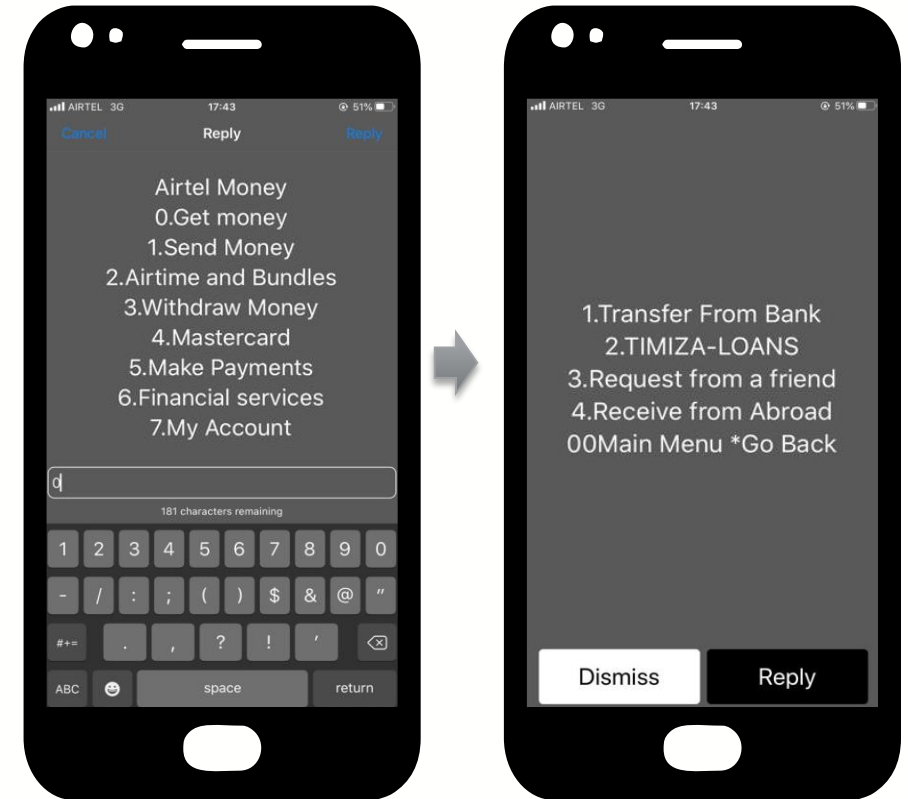 AIRTEL 3G 17:43 51%
Cancel Reply Reply
Airtel Money
0.Get money
1.Send Money
2.Airtime and Bundles
3.Withdraw Money
4.Mastercard
5.Make Payments
6.Financial services
7.My Account
0
181 characters remaining
1 2 3 4 5 6 7 8 9 0
- / : ; ( ) $ & @ "
#+= . , ? ! '
ABC space return
AIRTEL 3G 17:43 51%
1.Transfer From Bank
2.TIMIZA-LOANS
3.Request from a friend
4.Receive from Abroad
00Main Menu *Go Back
Dismiss Reply